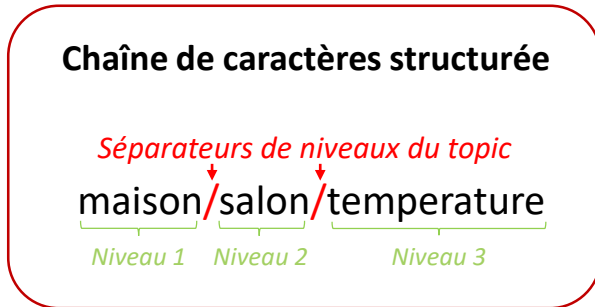 Chaîne de caractères structurée
Séparateurs de niveaux du topic
maison/salon/temperature
Niveau 1 Niveau 2 Niveau 3